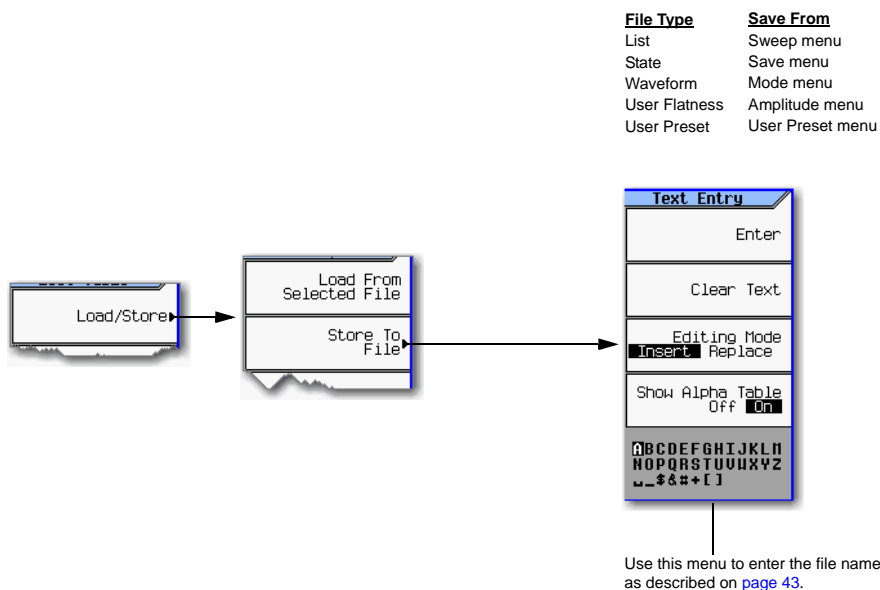 File Type Save From
List Sweep menu
State Save menu
Waveform Mode menu
User Flatness Amplitude menu
User Preset User Preset menu
Load/Store
Load From
Selected File
Store To
File
Text Entry
Enter
Clear Text
Editing Mode
Insert Replace
Show Alpha Table
Off On
ABCDEFGHIJKLM
NOPQRSTUVWXYZ
␣_$&#+[]
Use this menu to enter the file name
as described on page 43.